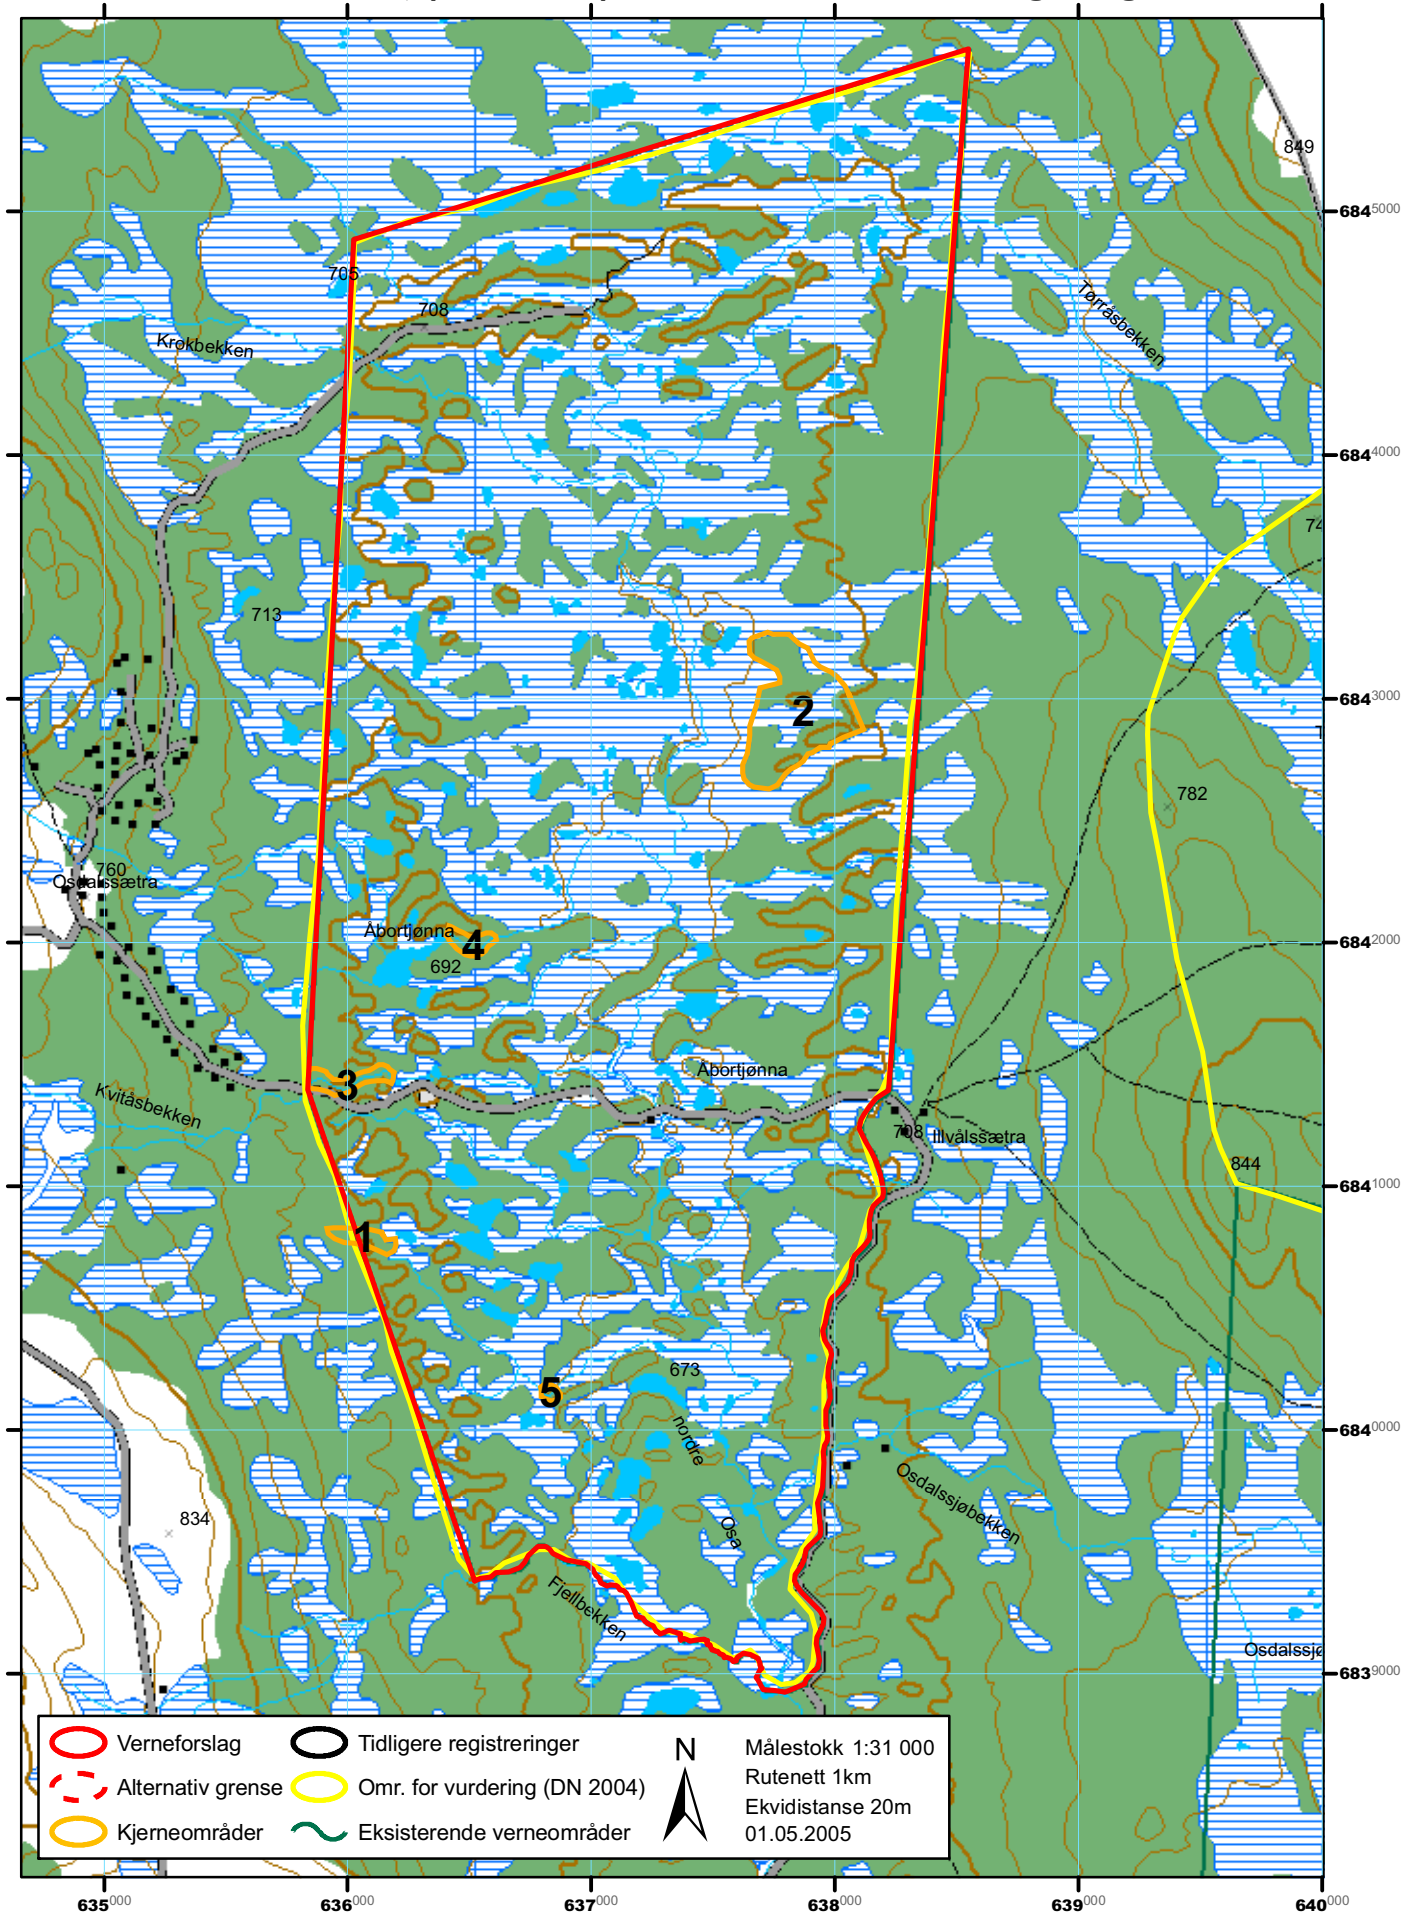 849
6845000
705
708
Tørråsbekken
Krokbekken
6844000
713
2
6843000
782
760
Osdalssætra
Åbortjønna
4
692
6842000
3
Åbortjønna
Kvitåsbekken
708
Illvålssætra
844
6841000
1
673
5
nordre
6840000
Osdalssjøbekken
834
Osa
Fjellbekken
Osdalssjø
6839000
Verneforslag
Alternativ grense
Kjerneområder
Tidligere registreringer
Omr. for vurdering (DN 2004)
Eksisterende verneområder
N
Målestokk 1:31 000
Rutenett 1km
Ekvidistanse 20m
01.05.2005
635000 636000 637000 638000 639000 640000